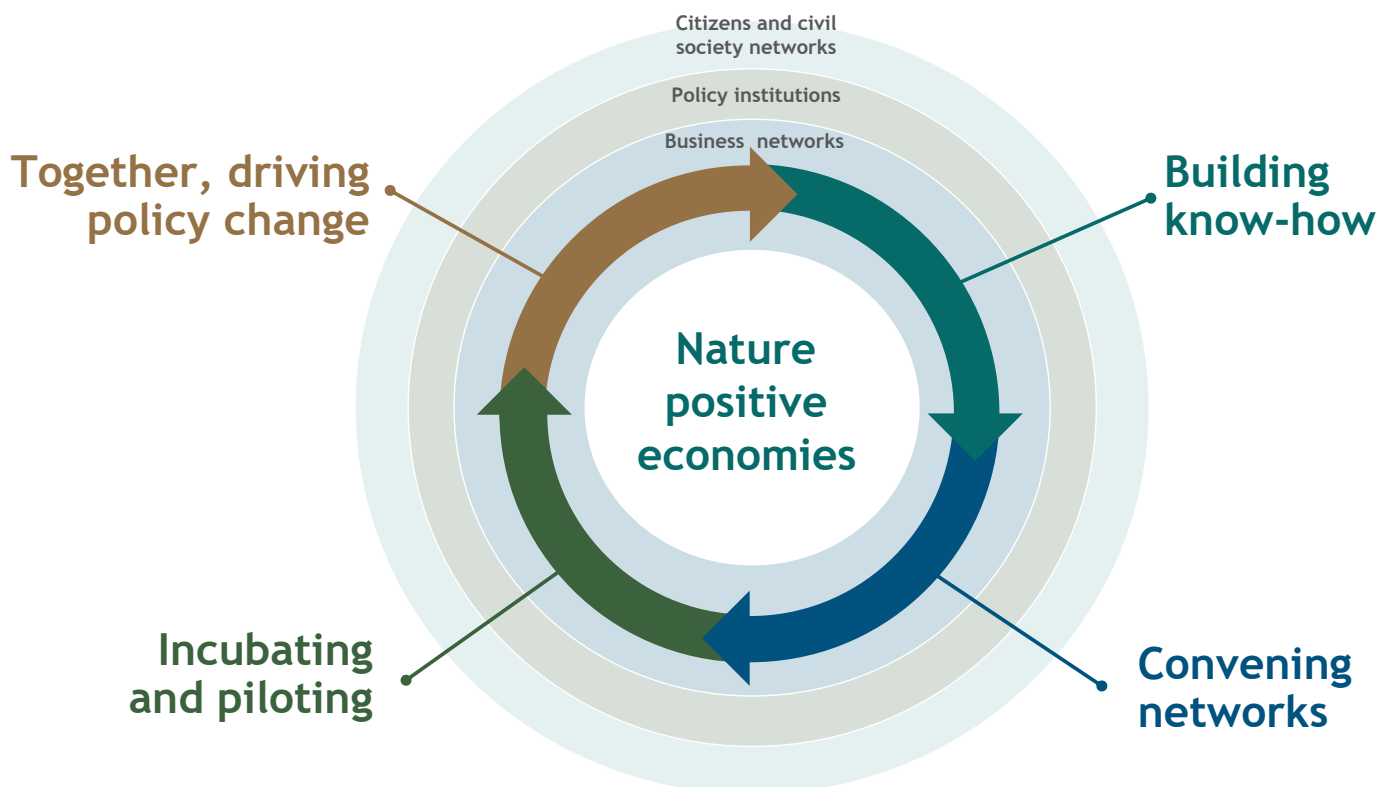 Citizens and civil
society networks
Policy institutions
Business networks
Together, driving
policy change
Building
know-how
Nature
positive
economies
Incubating
and piloting
Convening
networks